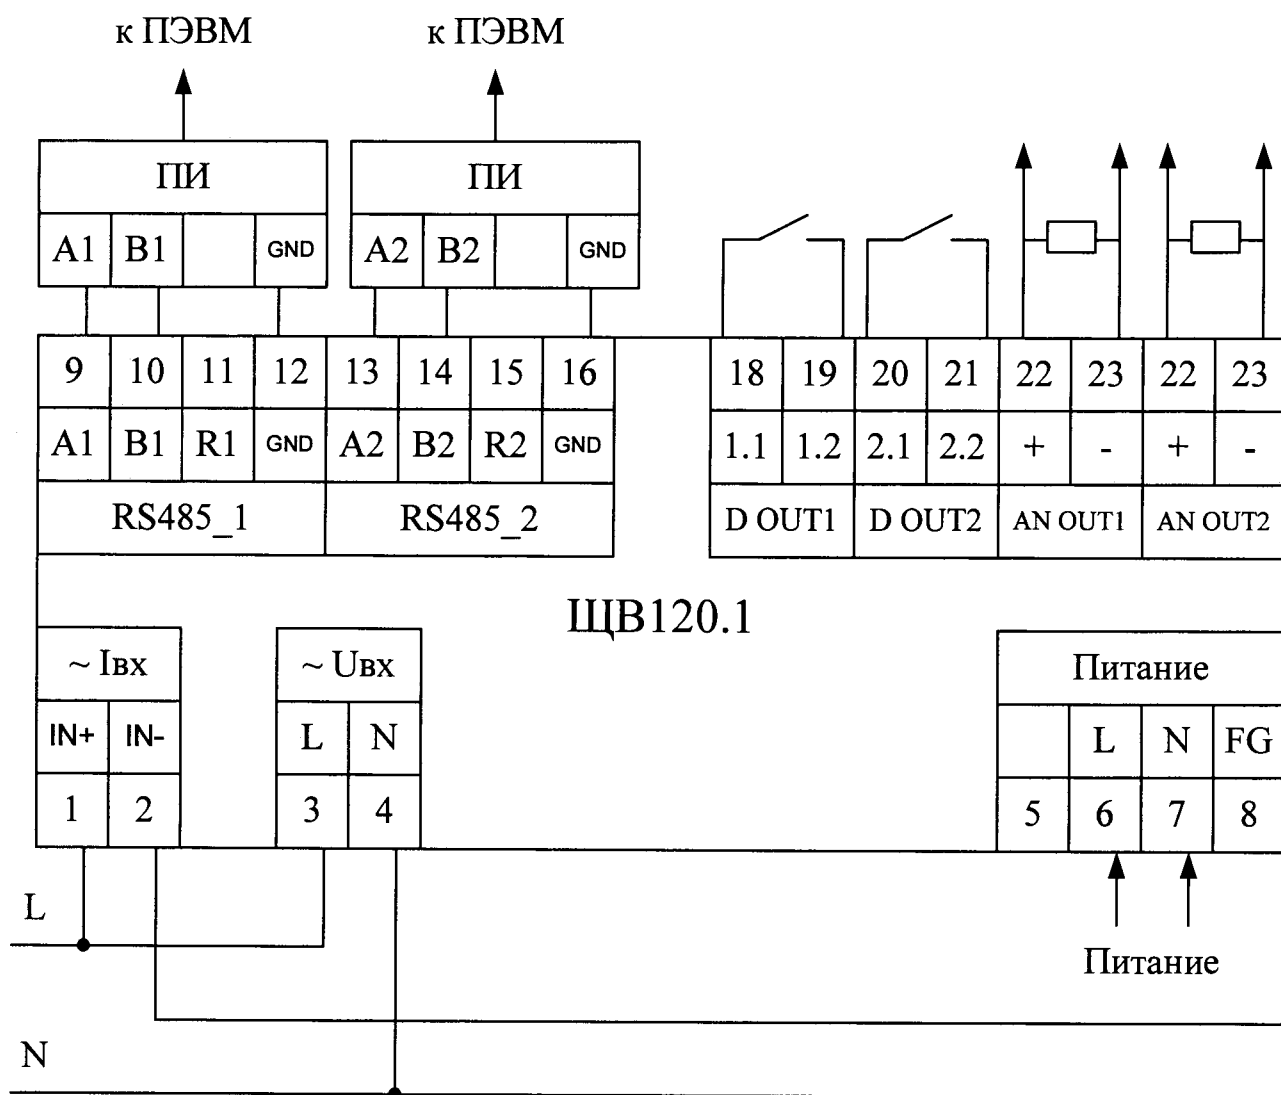 к ПЭВМ к ПЭВМ
ПИ ПИ
A1 B1 GND A2 B2 GND
9 10 11 12 13 14 15 16 18 19 20 21 22 23 22 23
A1 B1 R1 GND A2 B2 R2 GND 1.1 1.2 2.1 2.2 + - + -
RS485_1 RS485_2 D OUT1 D OUT2 AN OUT1 AN OUT2
ЩВ120.1
~ Iвх ~ Uвх Питание
IN+ IN- L N L N FG
1 2 3 4 5 6 7 8
L
Питание
N